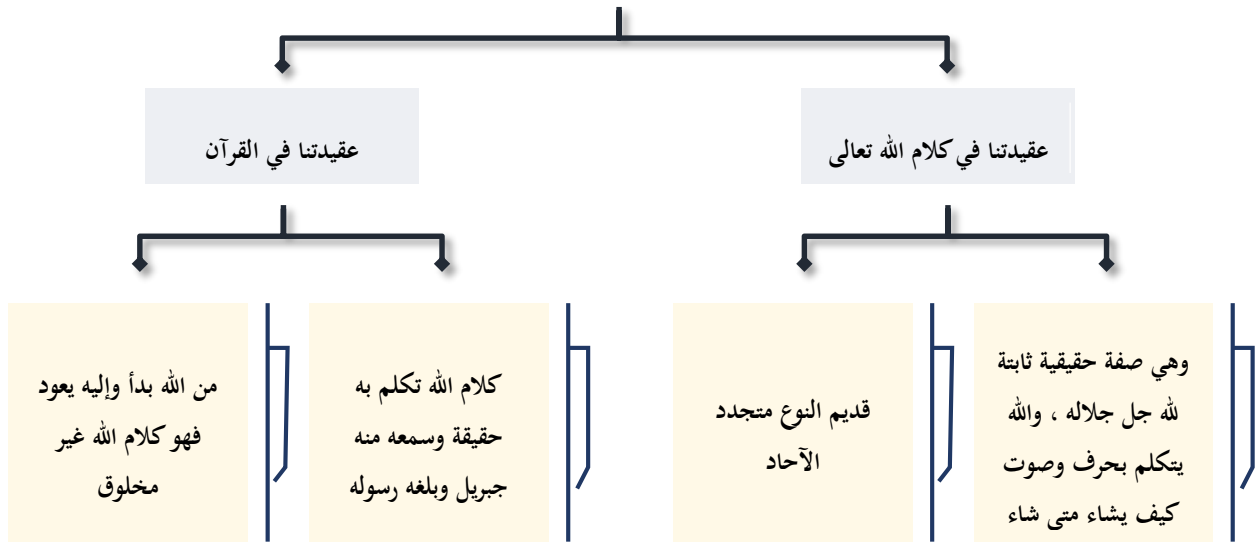 عقيدتنا في كلام الله تعالى
عقيدتنا في القرآن
وهي صفة حقيقية ثابتة
لله جل جلاله ، والله
يتكلم بحرف وصوت
كيف يشاء متى شاء
قديم النوع متجدد
الآحاد
كلام الله تكلم به
حقيقة وسمعه منه
جبريل وبلغه رسوله
من الله بدأ وإليه يعود
فهو كلام الله غير
مخلوق